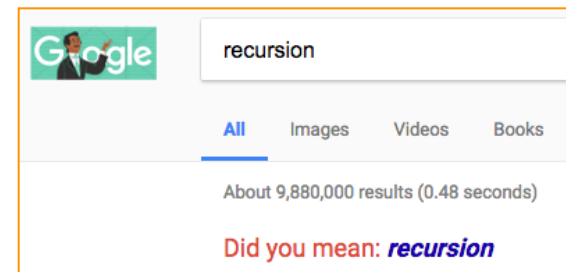 Google
recursion
All Images Videos Books
About 9,880,000 results (0.48 seconds)
Did you mean: recursion